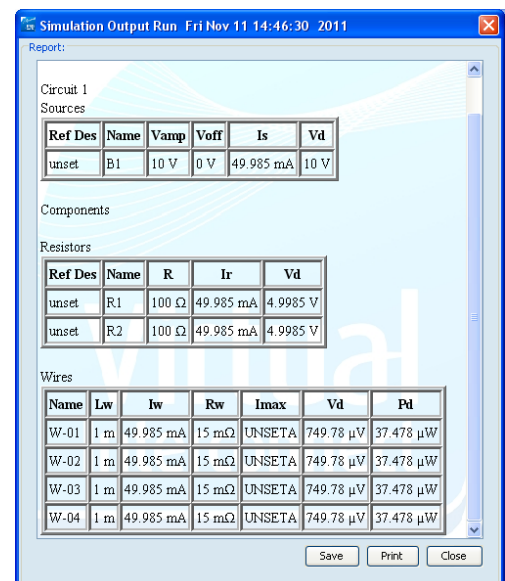 Simulation Output Run Fri Nov 11 14:46:30 2011
Report:
Circuit 1
Sources
Ref Des Name Vamp Voff Is Vd
unset B1 10 V 0 V 49.985 mA 10 V
Components
Resistors
Ref Des Name R Ir Vd
unset R1 100 Ω 49.985 mA 4.9985 V
unset R2 100 Ω 49.985 mA 4.9985 V
Wires
Name Lw Iw Rw Imax Vd Pd
W-01 1 m 49.985 mA 15 mΩ UNSETA 749.78 μV 37.478 μW
W-02 1 m 49.985 mA 15 mΩ UNSETA 749.78 μV 37.478 μW
W-03 1 m 49.985 mA 15 mΩ UNSETA 749.78 μV 37.478 μW
W-04 1 m 49.985 mA 15 mΩ UNSETA 749.78 μV 37.478 μW
Virtual
Save Print Close